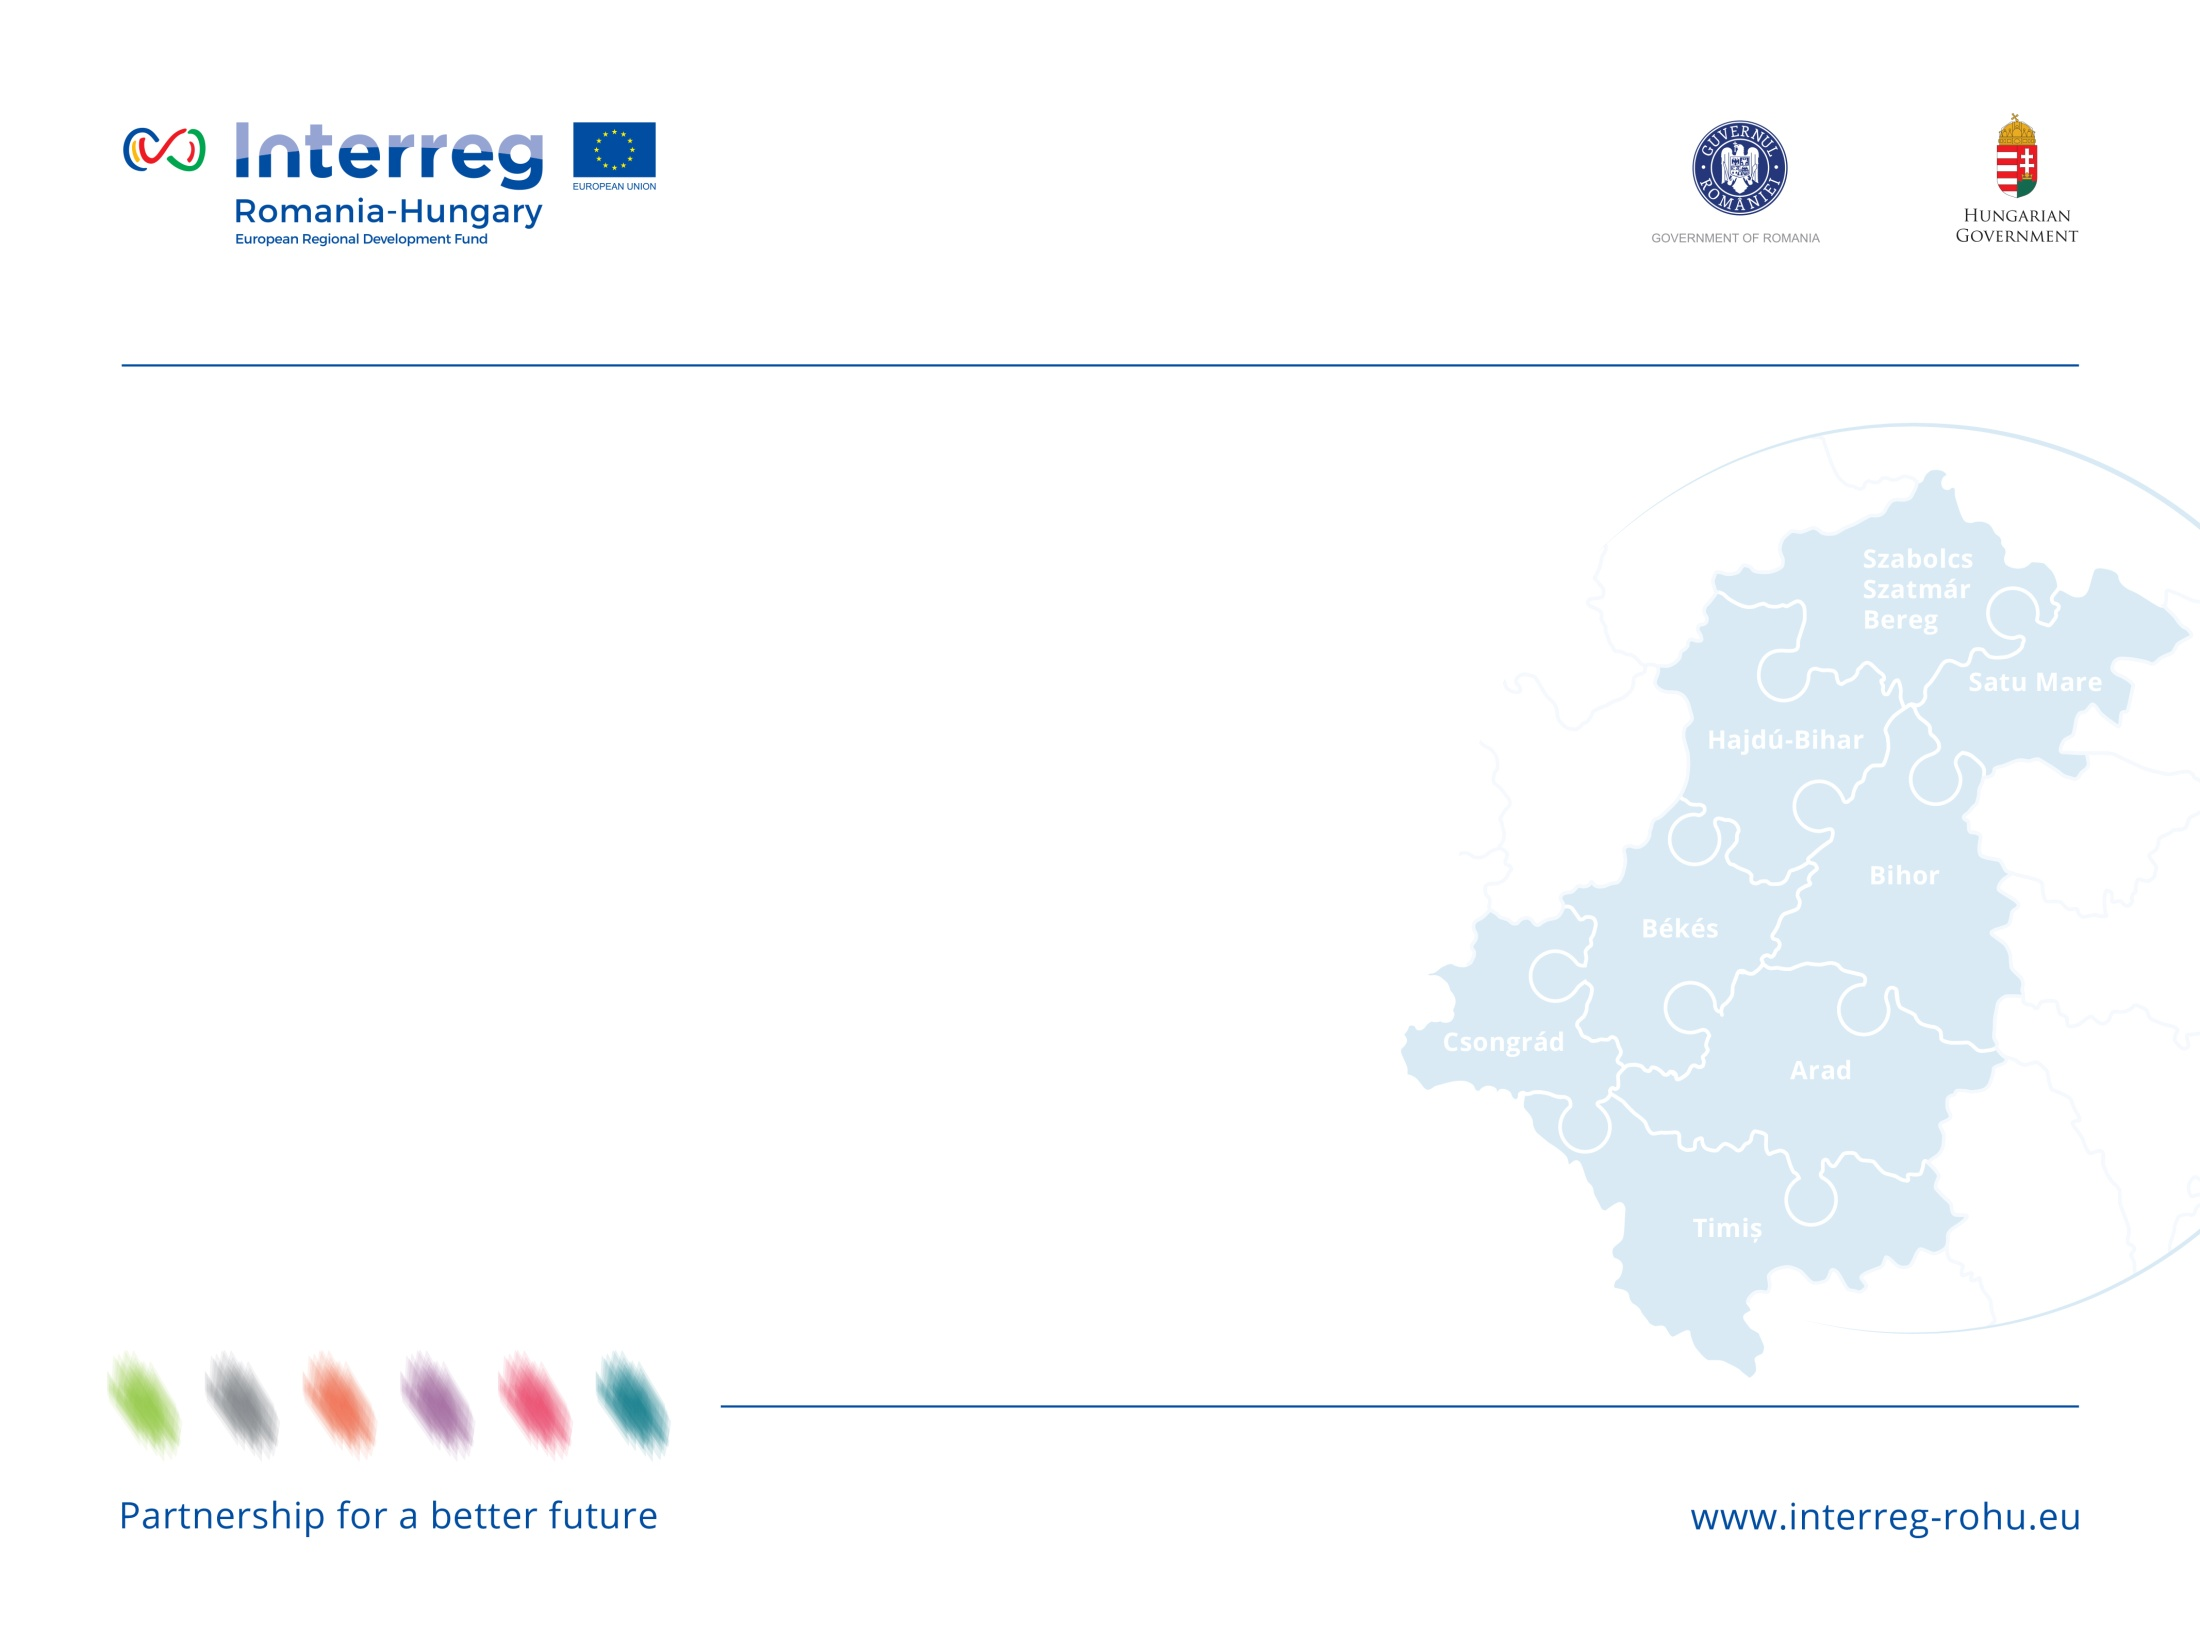 Interreg
EUROPEAN UNION
Romania-Hungary
European Regional Development Fund
GUVERNUL ROMÂNIEI
GOVERNMENT OF ROMANIA
HUNGARIAN
GOVERNMENT
Szabolcs
Szatmár
Bereg
Satu Mare
Hajdú-Bihar
Bihor
Békés
Csongrád
Arad
Timiș
Partnership for a better future
www.interreg-rohu.eu